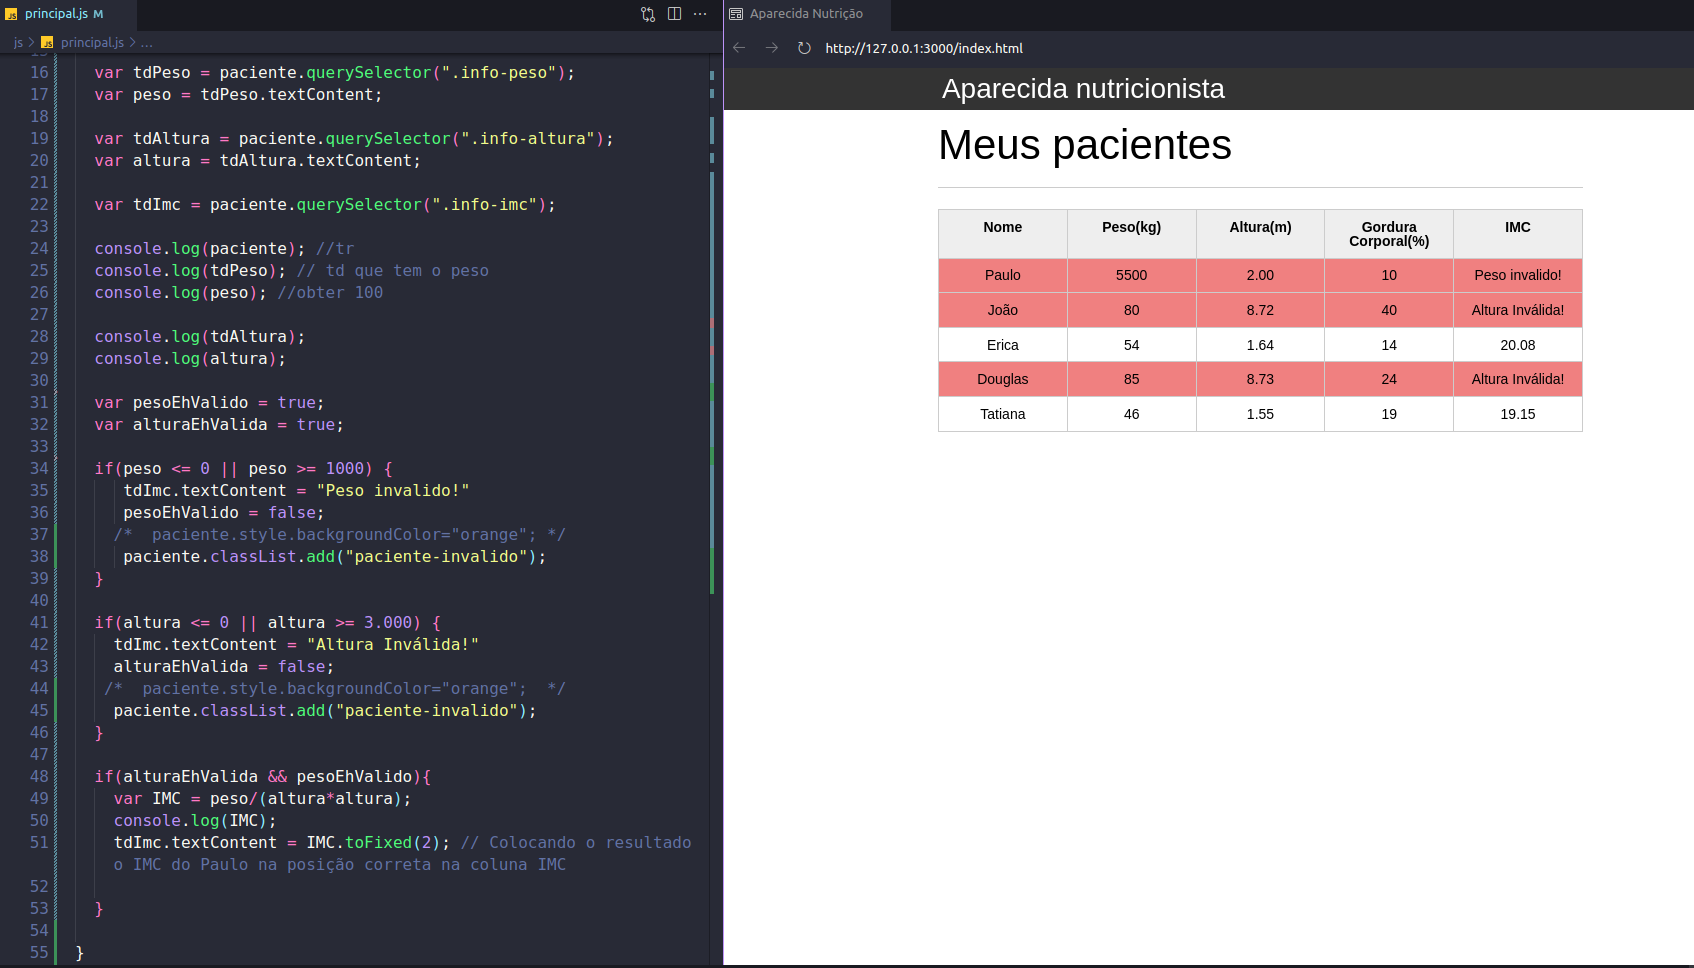 principal.js M
js > principal.js > ...
16 var tdPeso = paciente.querySelector(".info-peso");
17 var peso = tdPeso.textContent;
18
19 var tdAltura = paciente.querySelector(".info-altura");
20 var altura = tdAltura.textContent;
21
22 var tdImc = paciente.querySelector(".info-imc");
23
24 console.log(paciente); //tr
25 console.log(tdPeso); // td que tem o peso
26 console.log(peso); //obter 100
27
28 console.log(tdAltura);
29 console.log(altura);
30
31 var pesoEhValido = true;
32 var alturaEhValida = true;
33
34 if(peso <= 0 || peso >= 1000) {
35 tdImc.textContent = "Peso invalido!"
36 pesoEhValido = false;
37 /*  paciente.style.backgroundColor="orange"; */
38 paciente.classList.add("paciente-invalido");
39 }
40
41 if(altura <= 0 || altura >= 3.000) {
42 tdImc.textContent = "Altura Inválida!"
43 alturaEhValida = false;
44 /*  paciente.style.backgroundColor="orange";  */
45 paciente.classList.add("paciente-invalido");
46 }
47
48 if(alturaEhValida && pesoEhValido){
49 var IMC = peso/(altura*altura);
50 console.log(IMC);
51 tdImc.textContent = IMC.toFixed(2); // Colocando o resultado
o IMC do Paulo na posição correta na coluna IMC
52
53 }
54
55 }
Aparecida Nutrição
http://127.0.0.1:3000/index.html
Aparecida nutricionista
Meus pacientes
Nome Peso(kg) Altura(m) Gordura Corporal(%) IMC
Paulo 5500 2.00 10 Peso invalido!
João 80 8.72 40 Altura Inválida!
Erica 54 1.64 14 20.08
Douglas 85 8.73 24 Altura Inválida!
Tatiana 46 1.55 19 19.15